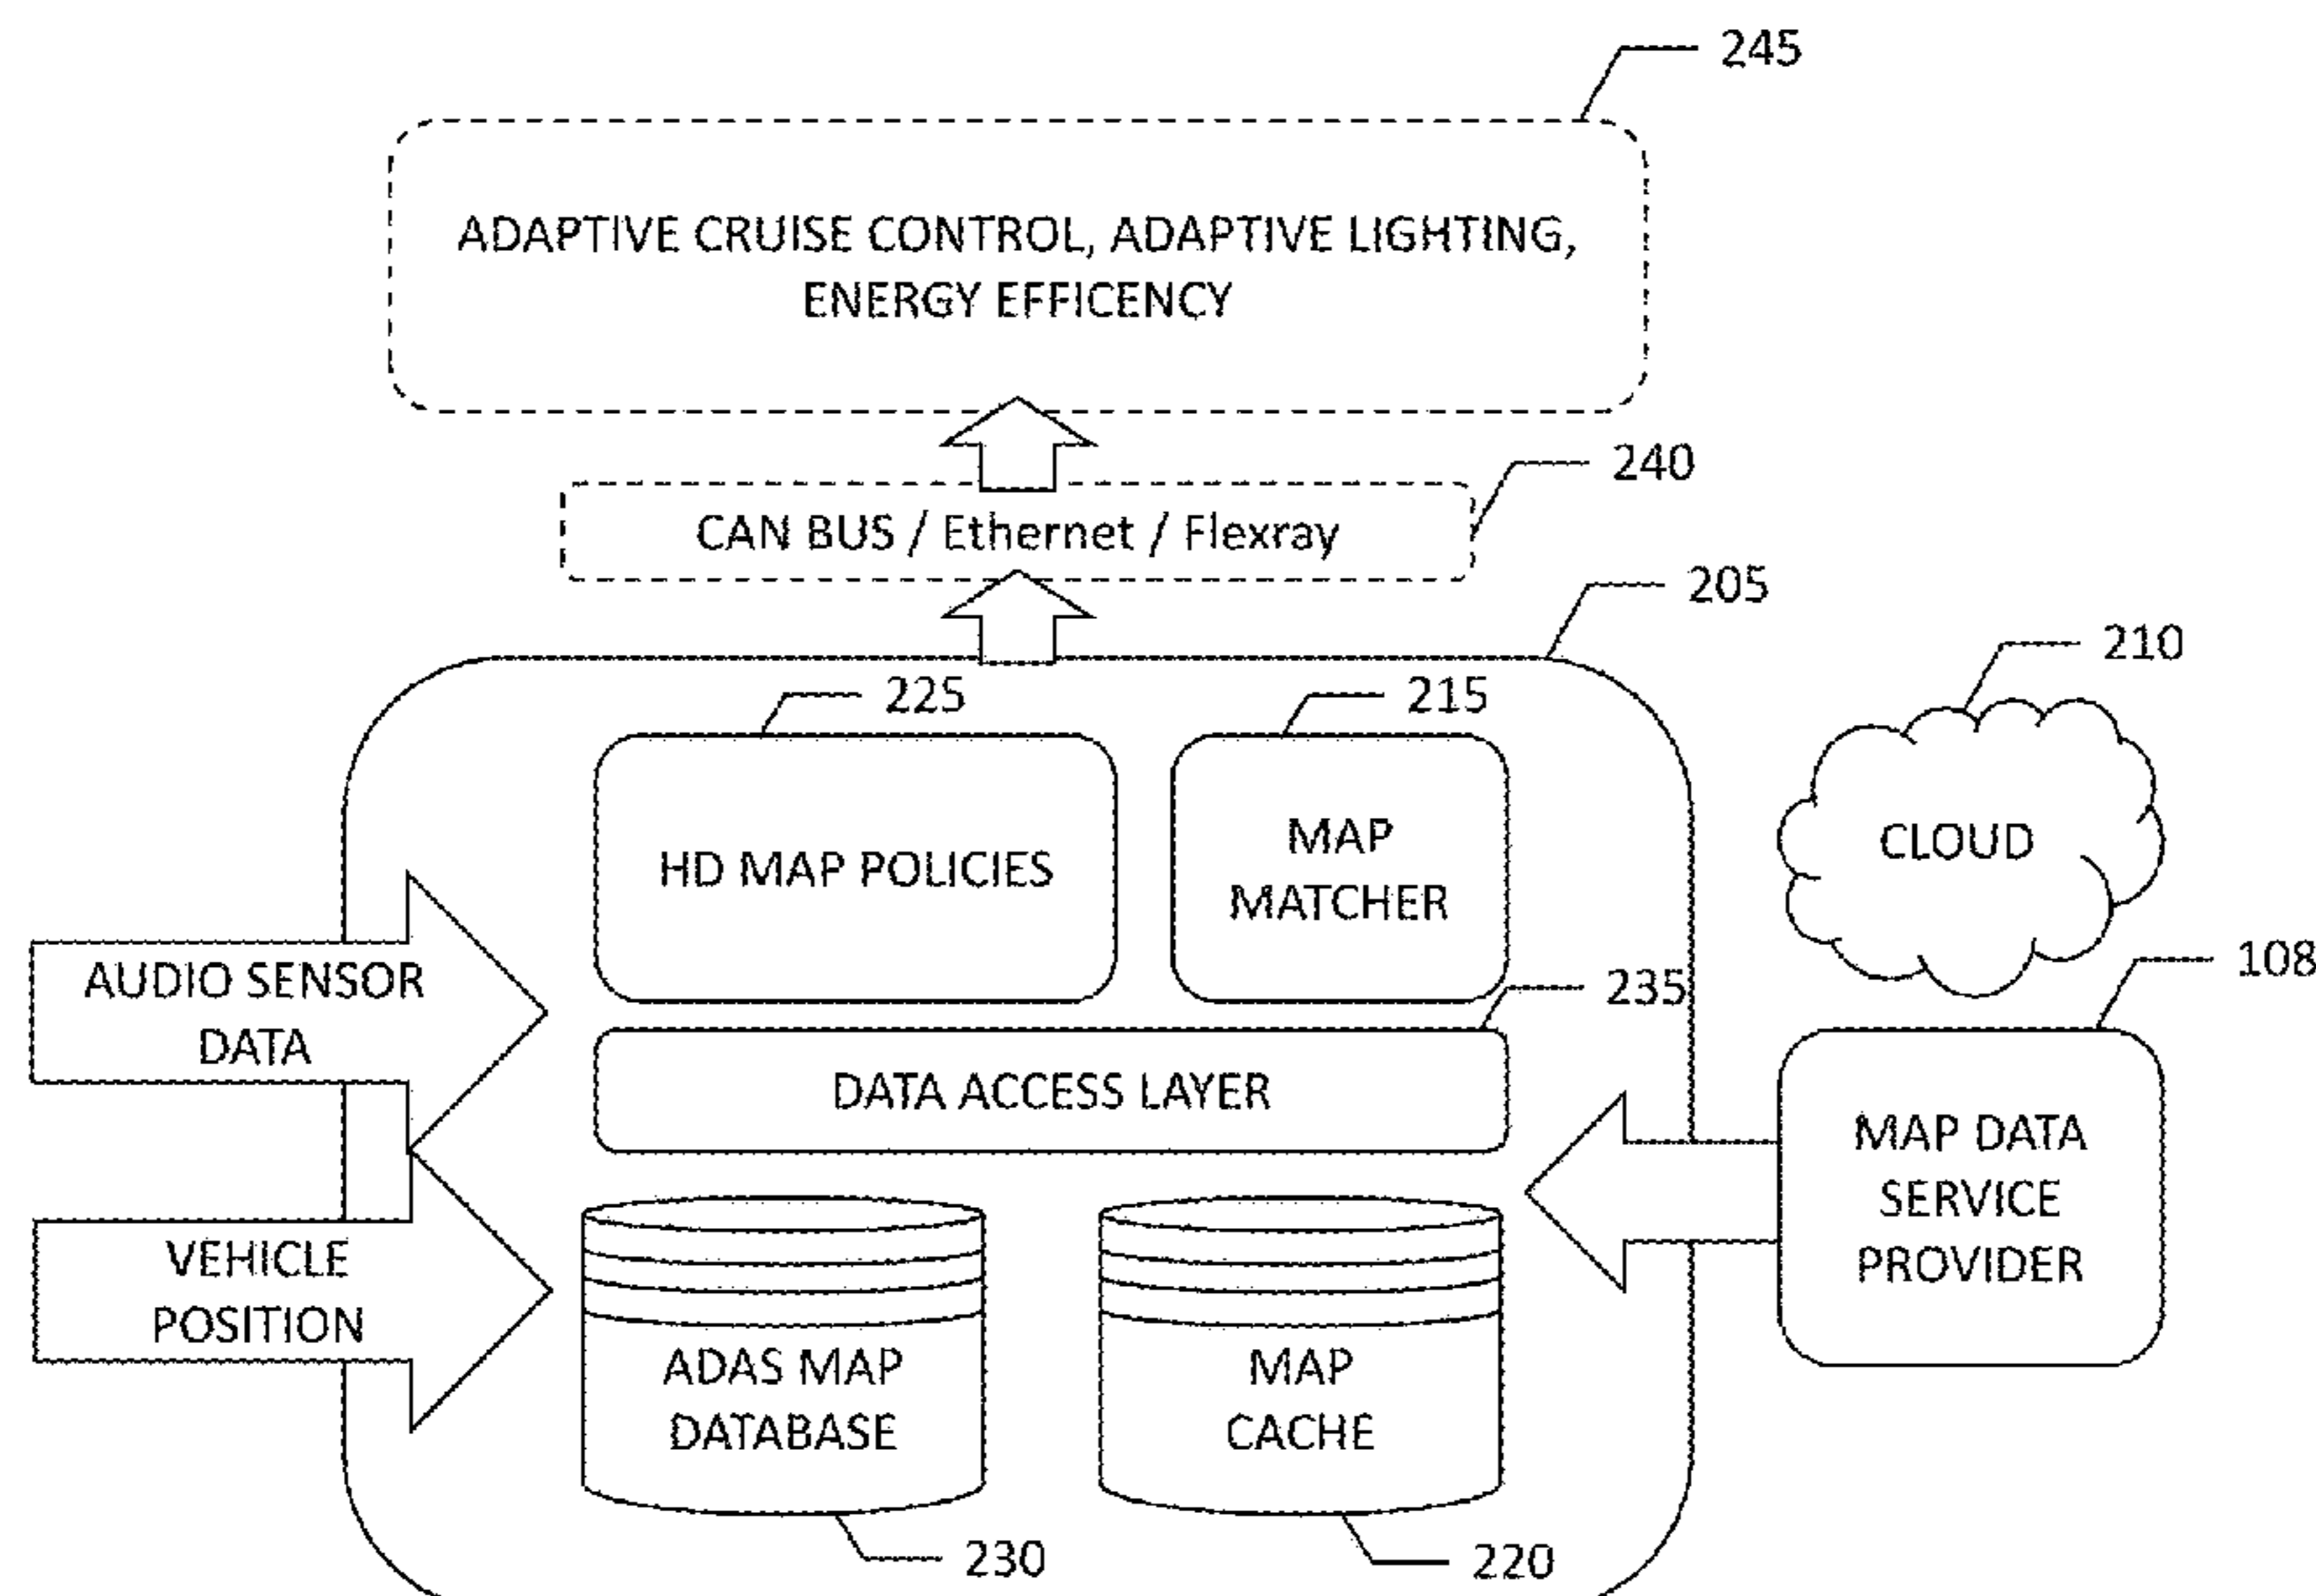 245
ADAPTIVE CRUISE CONTROL, ADAPTIVE LIGHTING,
ENERGY EFFICENCY
240
CAN BUS / Ethernet / Flexray
205
210
225
215
HD MAP POLICIES
MAP
MATCHER
CLOUD
108
235
AUDIO SENSOR
DATA
DATA ACCESS LAYER
MAP DATA
SERVICE
PROVIDER
VEHICLE
POSITION
ADAS MAP
DATABASE
MAP
CACHE
230
220